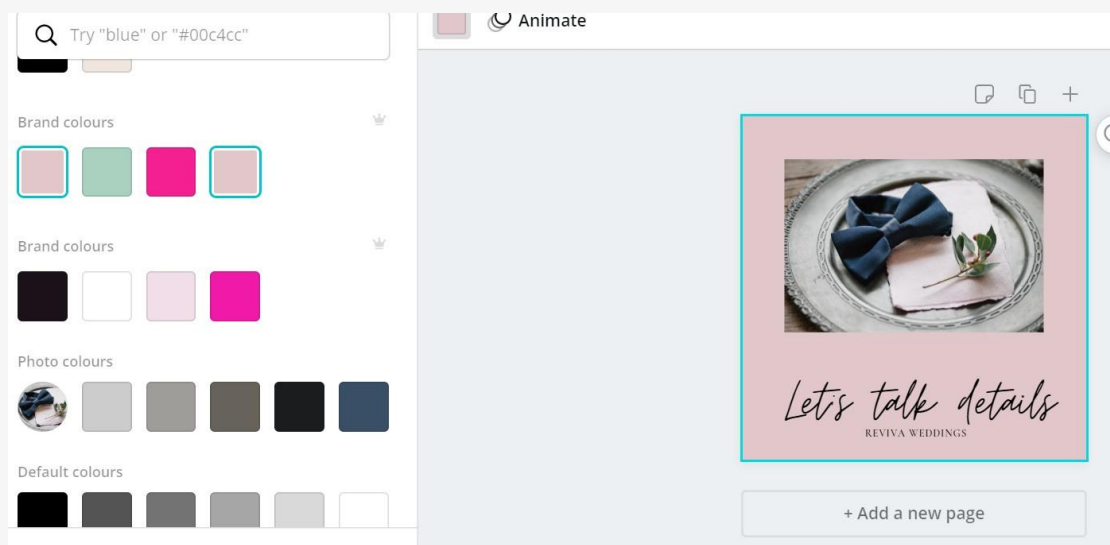 Try "blue" or "#00c4cc"
Animate
Brand colours
Brand colours
Photo colours
Default colours
Let's talk details
REVIVA WEDDINGS
+ Add a new page